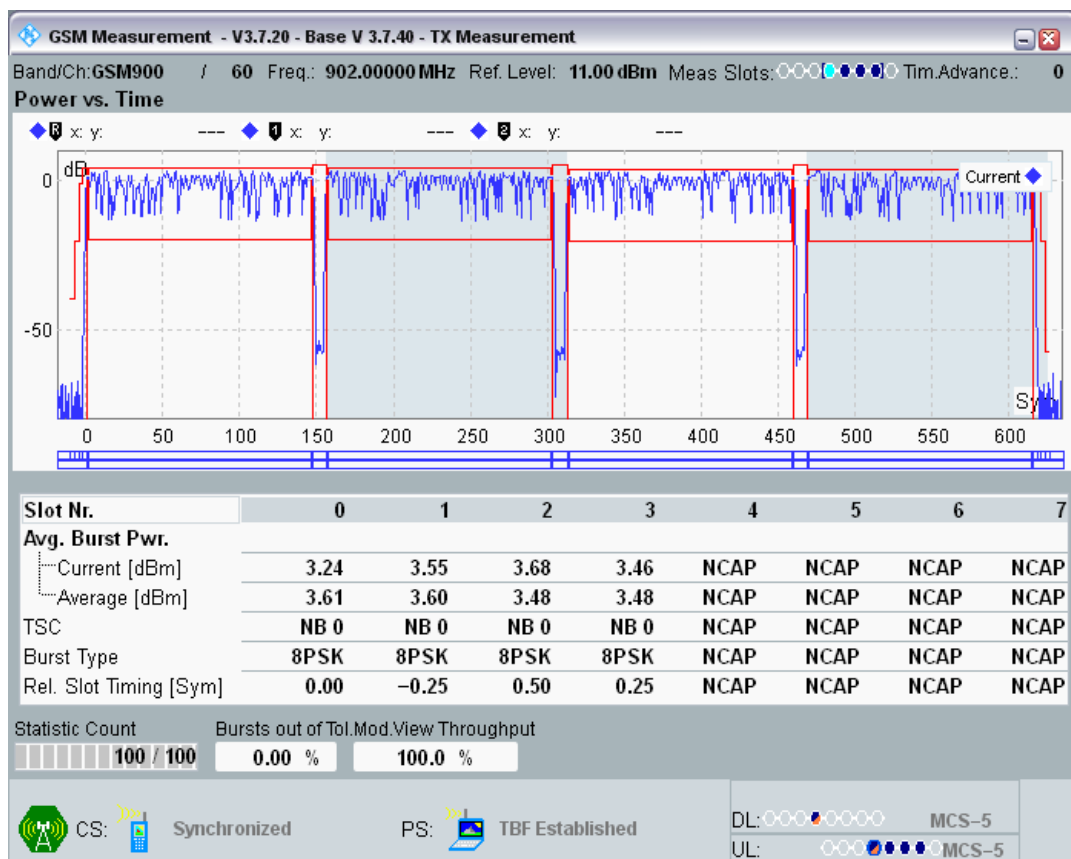 GSM Measurement - V3.7.20 - Base V 3.7.40 - TX Measurement
Band/Ch:GSM900 / 60 Freq.: 902.00000 MHz Ref. Level: 11.00 dBm Meas Slots: Tim.Advance.: 0
Power vs. Time
R x: y: --- 1 x: y: --- 2 x: y: ---
dB
Current
0
-50
0 50 100 150 200 250 300 350 400 450 500 550 600
Slot Nr. 0 1 2 3 4 5 6 7
Avg. Burst Pwr.
Current [dBm] 3.24 3.55 3.68 3.46 NCAP NCAP NCAP NCAP
Average [dBm] 3.61 3.60 3.48 3.48 NCAP NCAP NCAP NCAP
TSC NB 0 NB 0 NB 0 NB 0 NCAP NCAP NCAP NCAP
Burst Type 8PSK 8PSK 8PSK 8PSK NCAP NCAP NCAP NCAP
Rel. Slot Timing [Sym] 0.00 −0.25 0.50 0.25 NCAP NCAP NCAP NCAP
Statistic Count Bursts out of Tol. Mod.View Throughput
100 / 100 0.00 % 100.0 %
CS: Synchronized PS: TBF Established DL: MCS−5
UL: MCS−5